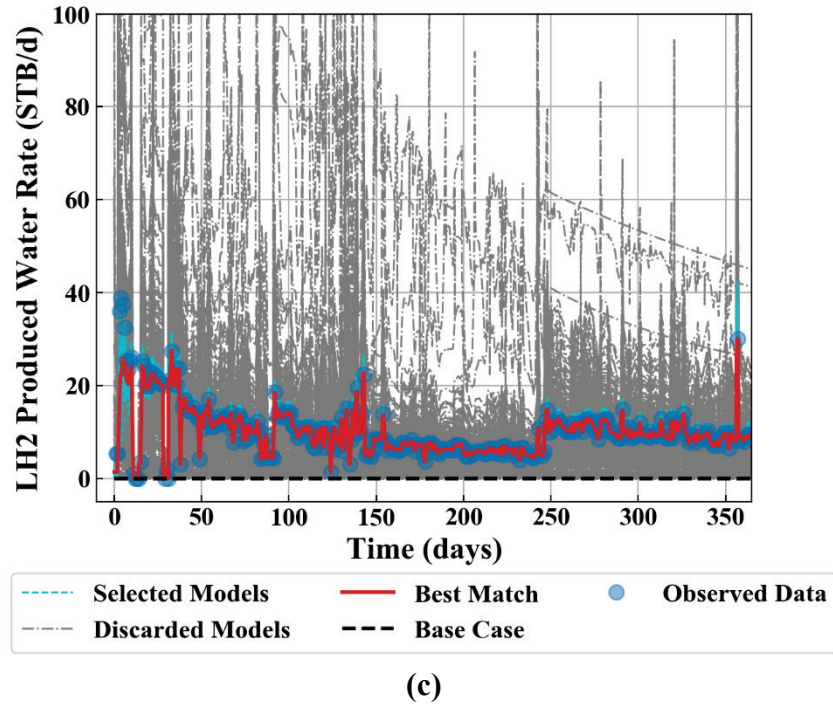 LH2 Produced Water Rate (STB/d)
100
80
60
40
20
0
0 50 100 150 200 250 300 350
Time (days)
Selected Models Best Match Observed Data
Discarded Models Base Case
(c)